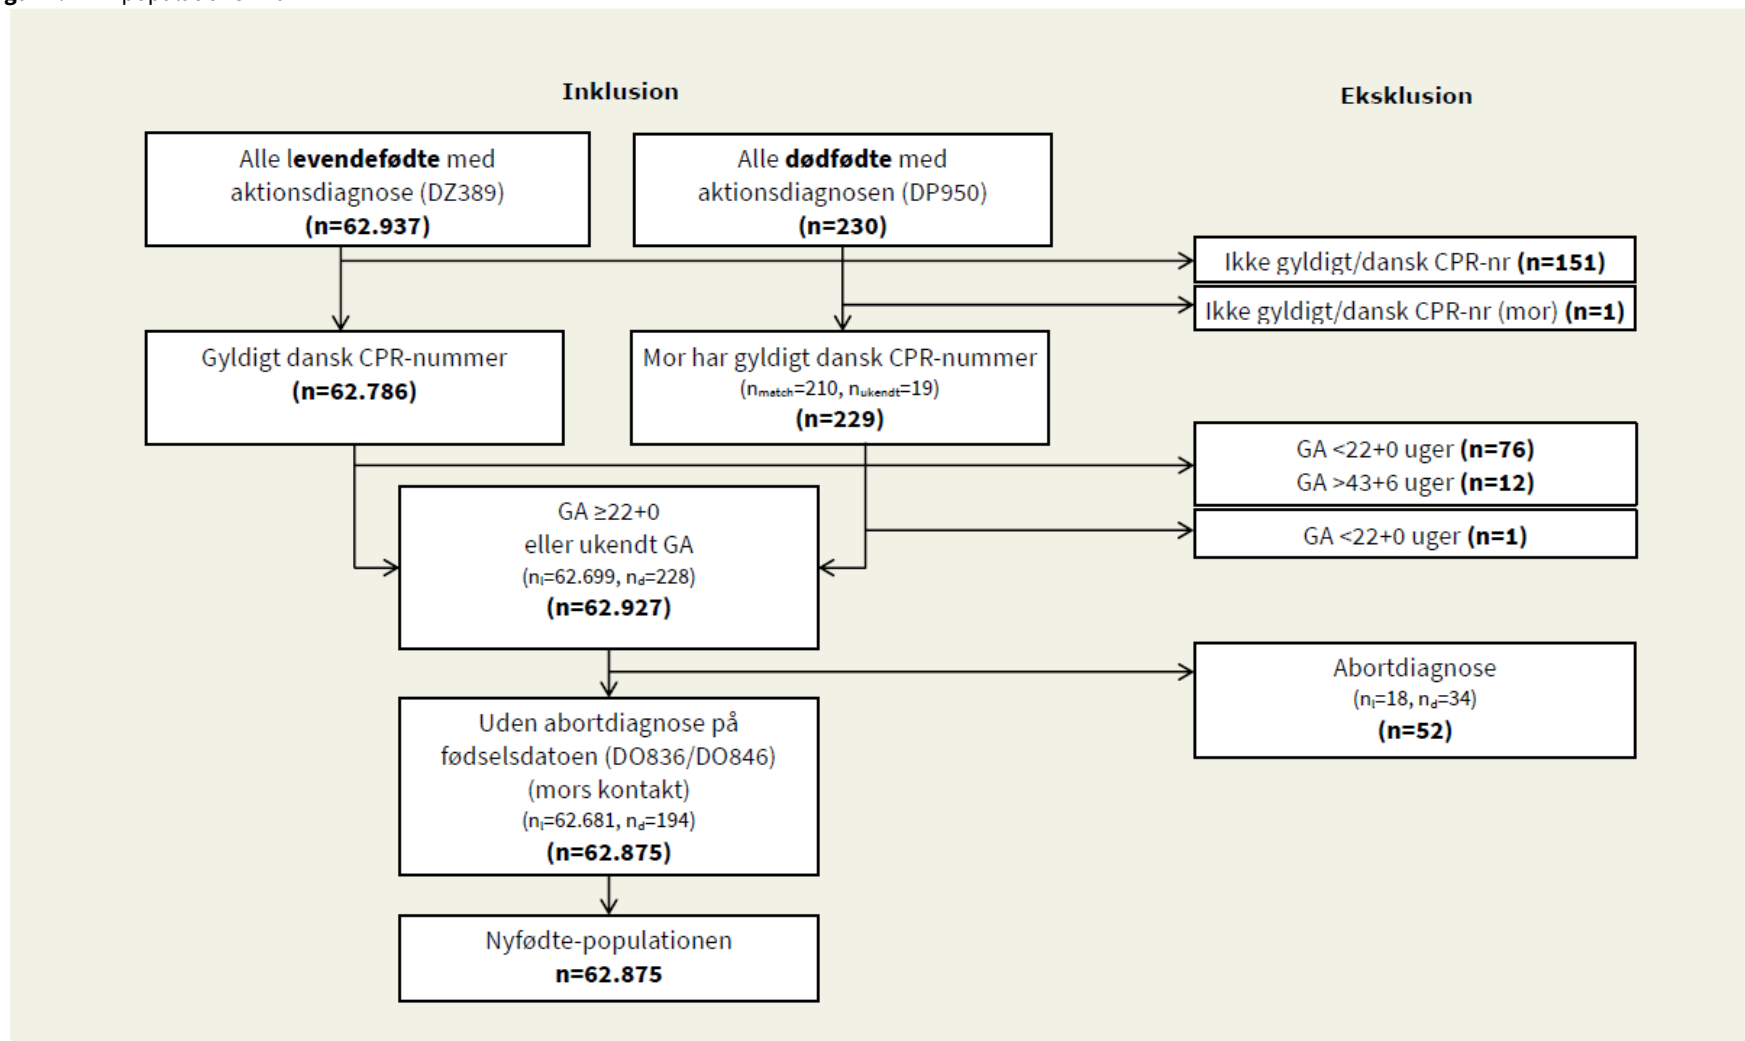 Inklusion
Eksklusion
Alle levendefødte med
aktionsdiagnose (DZ389)
(n=62.937)
Alle dødfødte med
aktionsdiagnosen (DP950)
(n=230)
Ikke gyldigt/dansk CPR-nr (n=151)
Ikke gyldigt/dansk CPR-nr (mor) (n=1)
Gyldigt dansk CPR-nummer
(n=62.786)
Mor har gyldigt dansk CPR-nummer
(nmatch=210, nukendt=19)
(n=229)
GA <22+0 uger (n=76)
GA >43+6 uger (n=12)
GA <22+0 uger (n=1)
GA ≥22+0
eller ukendt GA
(nl=62.699, nd=228)
(n=62.927)
Abortdiagnose
(nl=18, nd=34)
(n=52)
Uden abortdiagnose på
fødselsdatoen (DO836/DO846)
(mors kontakt)
(nl=62.681, nd=194)
(n=62.875)
Nyfødte-populationen
n=62.875